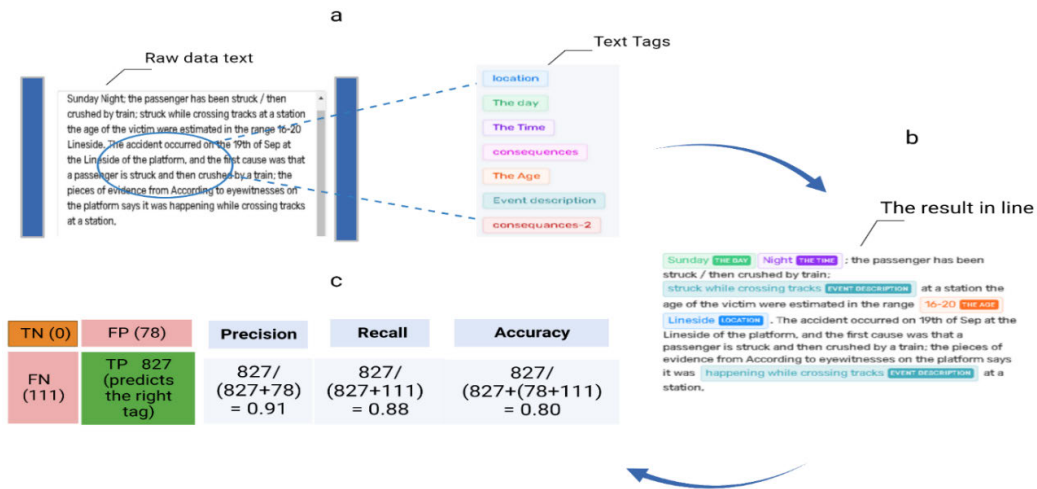 a
Raw data text
Sunday Night; the passenger has been struck / then
crushed by train; struck while crossing tracks at a station
the age of the victim were estimated in the range 16-20
Lineside. The accident occurred on the 19th of Sep at
the Lineside of the platform, and the first cause was that
a passenger is struck and then crushed by a train; the
pieces of evidence from According to eyewitnesses on
the platform says it was happening while crossing tracks
at a station.
Text Tags
location
The day
The Time
consequences
The Age
Event description
consequances-2
b
The result in line
Sunday THE DAY Night THE TIME ; the passenger has been
struck / then crushed by train;
struck while crossing tracks EVENT DESCRIPTION at a station the
age of the victim were estimated in the range 16-20 THE AGE
Lineside LOCATION . The accident occurred on 19th of Sep at the
Lineside of the platform, and the first cause was that a
passenger is struck and then crushed by a train; the pieces of
evidence from According to eyewitnesses on the platform says
it was happening while crossing tracks EVENT DESCRIPTION at a
station.
c
TN (0) FP (78) Precision Recall Accuracy
FN
(111)
TP 827
(predicts
the right
tag)
827/
(827+78)
= 0.91
827/
(827+111)
= 0.88
827/
(827+(78+111)
= 0.80